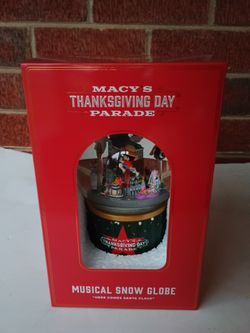 MACY'S
THANKSGIVING DAY
PARADE
MACY'S
THANKSGIVING DAY
PARADE
MUSICAL SNOW GLOBE
"HERE COMES SANTA CLAUS"